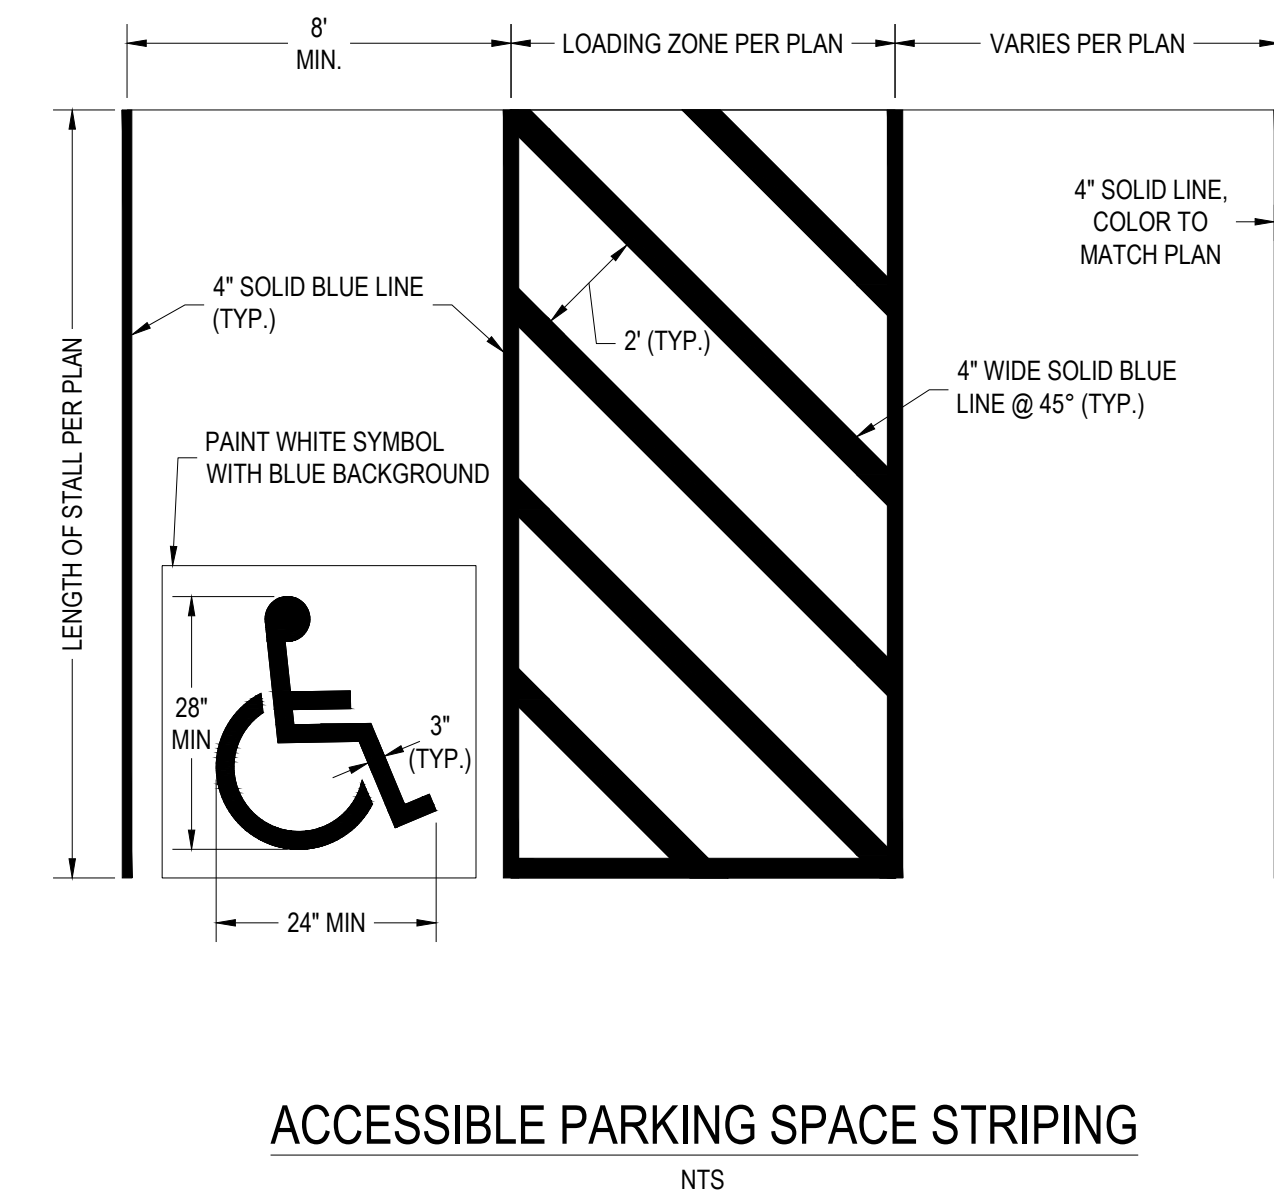 8'
MIN.
LOADING ZONE PER PLAN
VARIES PER PLAN
4" SOLID LINE,
COLOR TO
MATCH PLAN
4" SOLID BLUE LINE
(TYP.)
2' (TYP.)
4" WIDE SOLID BLUE
LINE @ 45° (TYP.)
LENGTH OF STALL PER PLAN
PAINT WHITE SYMBOL
WITH BLUE BACKGROUND
28"
MIN
3"
(TYP.)
24" MIN
ACCESSIBLE PARKING SPACE STRIPING
NTS